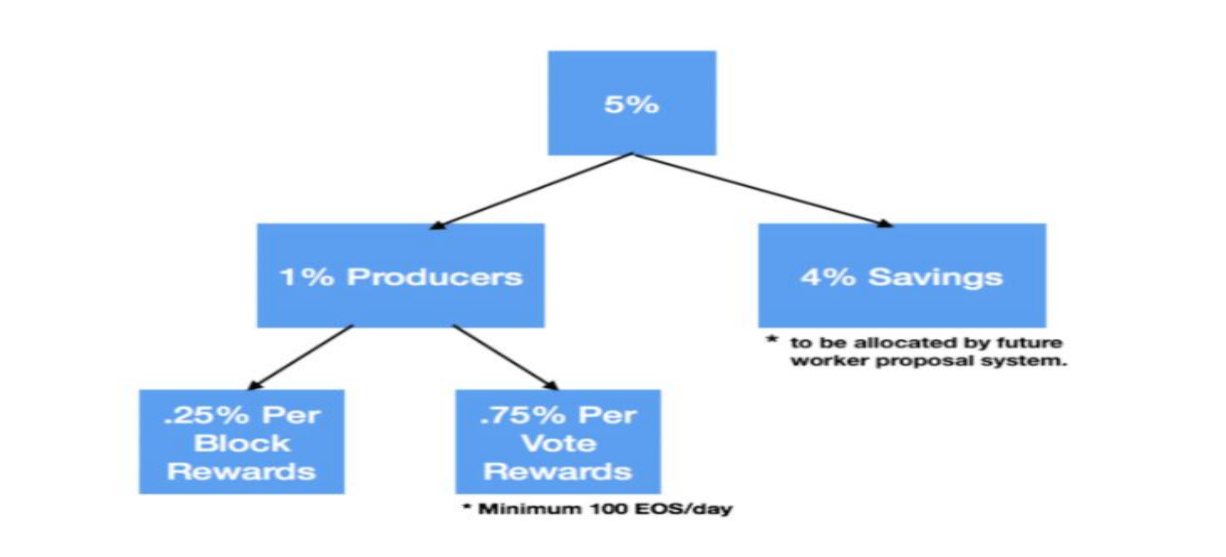 5%
1% Producers
4% Savings
* to be allocated by future
worker proposal system.
.25% Per
Block
Rewards
.75% Per
Vote
Rewards
* Minimum 100 EOS/day